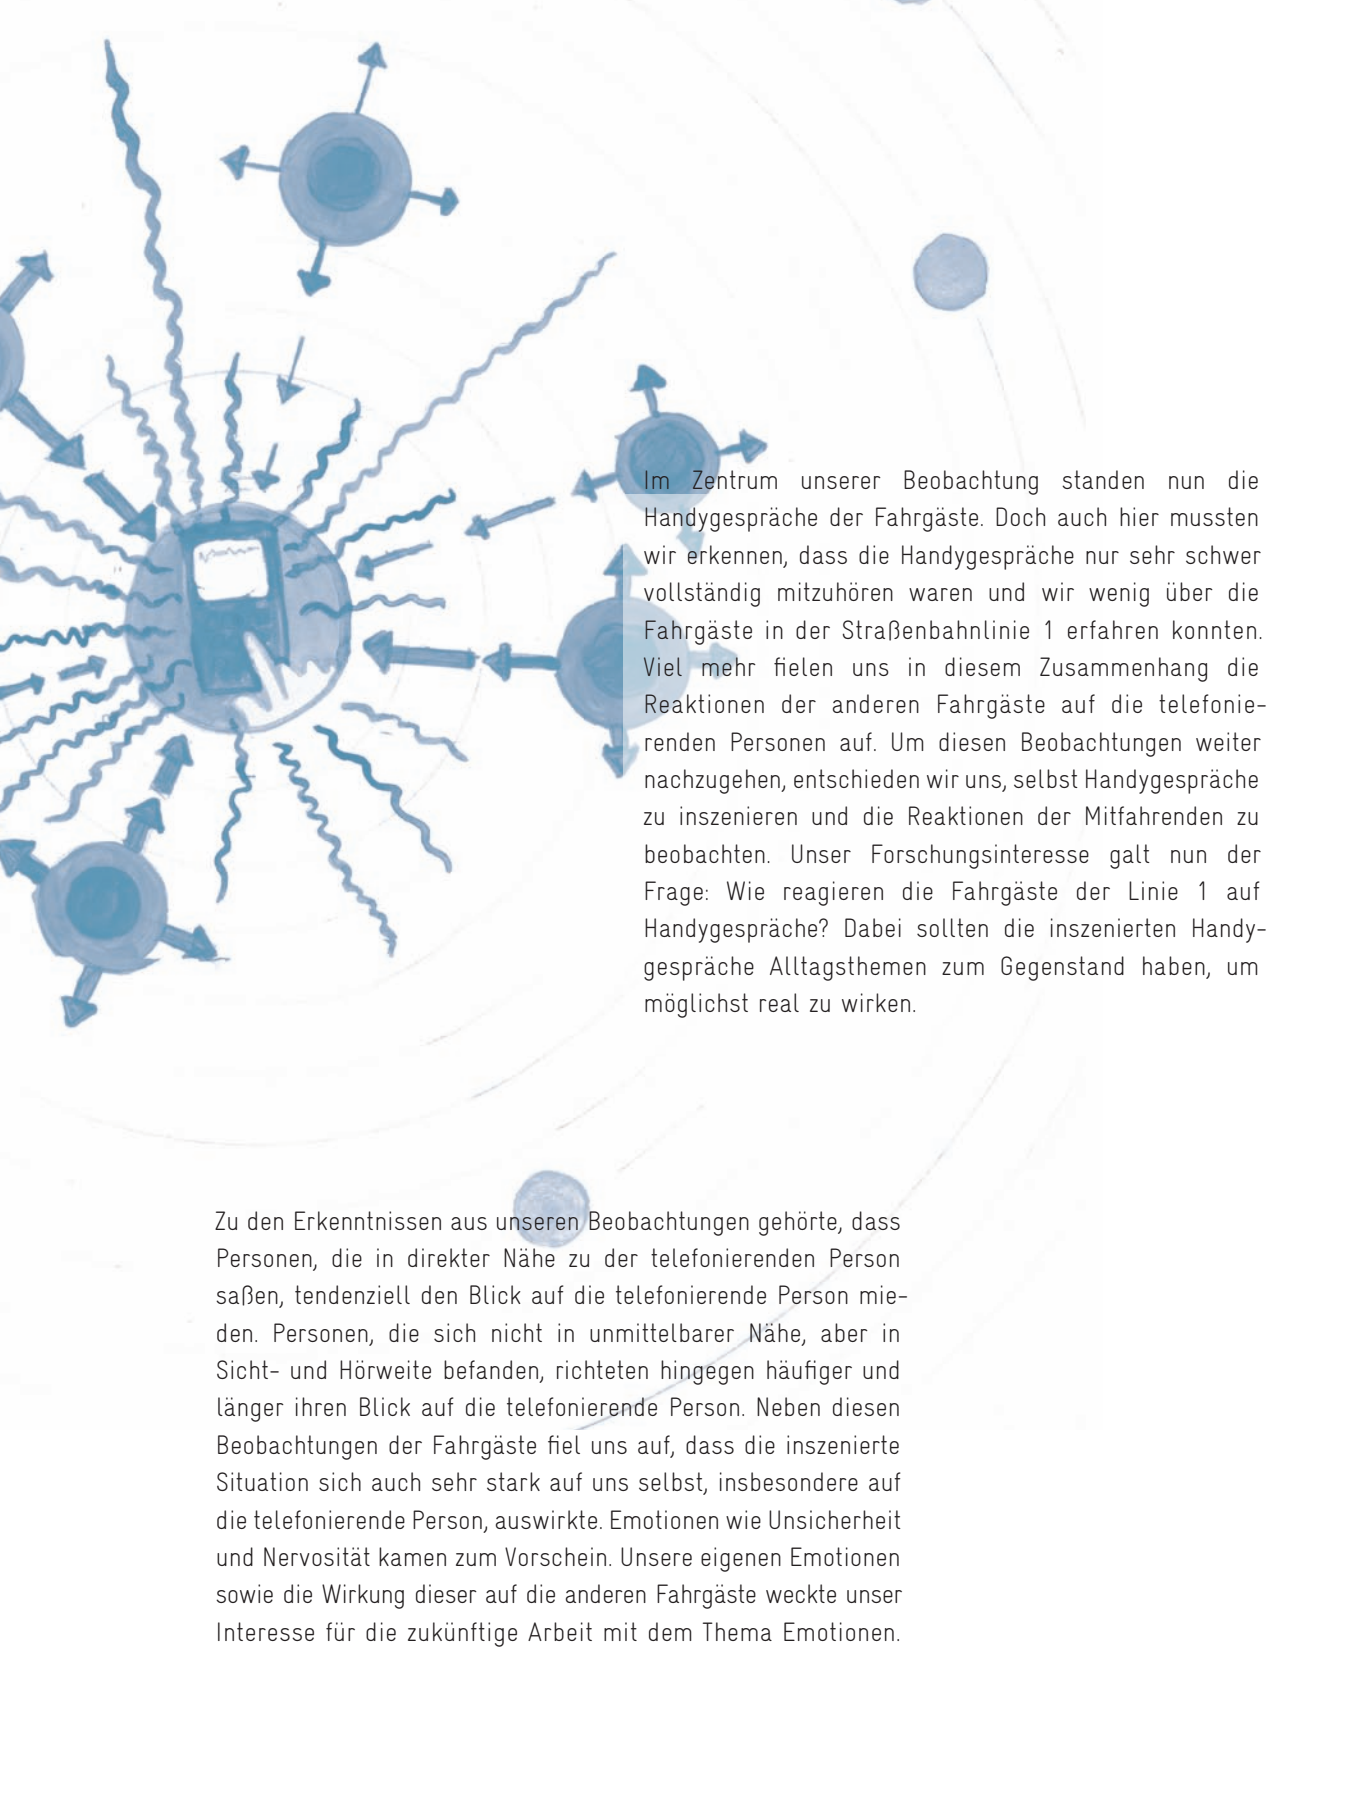 Im Zentrum unserer Beobachtung standen nun die
Handygespräche der Fahrgäste. Doch auch hier mussten
wir erkennen, dass die Handygespräche nur sehr schwer
vollständig mitzuhören waren und wir wenig über die
Fahrgäste in der Straßenbahnlinie 1 erfahren konnten.
Viel mehr fielen uns in diesem Zusammenhang die
Reaktionen der anderen Fahrgäste auf die telefonie-
renden Personen auf. Um diesen Beobachtungen weiter
nachzugehen, entschieden wir uns, selbst Handygespräche
zu inszenieren und die Reaktionen der Mitfahrenden zu
beobachten. Unser Forschungsinteresse galt nun der
Frage: Wie reagieren die Fahrgäste der Linie 1 auf
Handygespräche? Dabei sollten die inszenierten Handy-
gespräche Alltagsthemen zum Gegenstand haben, um
möglichst real zu wirken.
Zu den Erkenntnissen aus unseren Beobachtungen gehörte, dass
Personen, die in direkter Nähe zu der telefonierenden Person
saßen, tendenziell den Blick auf die telefonierende Person mie-
den. Personen, die sich nicht in unmittelbarer Nähe, aber in
Sicht- und Hörweite befanden, richteten hingegen häufiger und
länger ihren Blick auf die telefonierende Person. Neben diesen
Beobachtungen der Fahrgäste fiel uns auf, dass die inszenierte
Situation sich auch sehr stark auf uns selbst, insbesondere auf
die telefonierende Person, auswirkte. Emotionen wie Unsicherheit
und Nervosität kamen zum Vorschein. Unsere eigenen Emotionen
sowie die Wirkung dieser auf die anderen Fahrgäste weckte unser
Interesse für die zukünftige Arbeit mit dem Thema Emotionen.